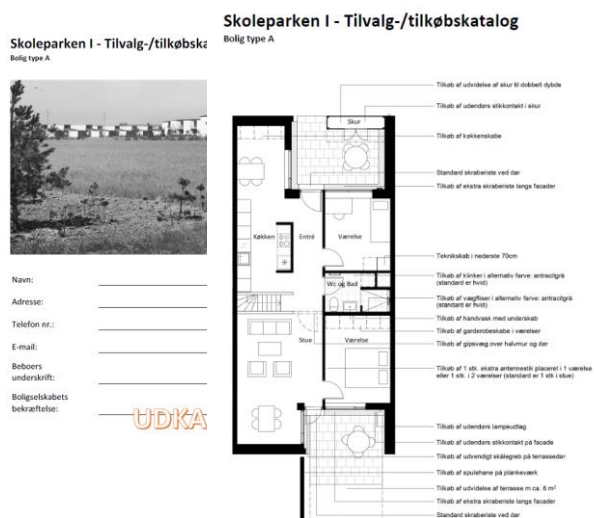 Skoleparken I - Tilvalg-/tilkøbska
Bolig type A
Navn:
Adresse:
Telefon nr.:
E-mail:
Beboers
underskrift:
Boligselskabets
bekræftelse:
UDKA
Skoleparken I - Tilvalg-/tilkøbskatalog
Bolig type A
Skur
Køkken
Entré
Værelse
Wc og Bad
Stue
Værelse
Tilkøb af udvidelse af skur til dobbelt dybde
Tilkøb af udendørs stikkontakt i skur
Tilkøb af køkkenskabe
Standard skraberiste ved dør
Tilkøb af ekstra skraberiste langs facader
Teknikskab i nederste 70cm
Tilkøb af klinker i alternativ farve: antracitgrå
(standard er hvid)
Tilkøb af vægfliser i alternativ farve: antracitgrå
(standard er hvid)
Tilkøb af håndvask med underskab
Tilkøb af garderobeskabe i værelser
Tilkøb af gipsvæg over halvmur og dør
Tilkøb af 1 stk. ekstra antennestik placeret i 1 værelse
eller 1 stk. i 2 værelser (standard er 1 stk i stue)
Tilkøb af udendørs lampeudtag
Tilkøb af udendørs stikkontakt på facade
Tilkøb af udvendigt skålegreb på terrassedør
Tilkøb af spulehane på plankeværk
Tilkøb af udvidelse af terrasse m ca. 6 m²
Tilkøb af ekstra skraberiste langs facader
Standard skraberiste ved dør